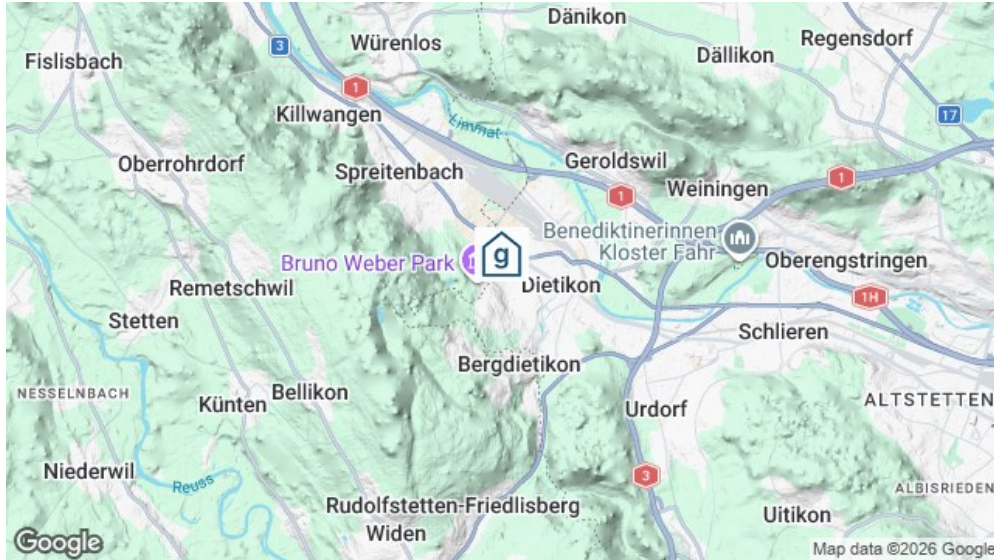 Dänikon
Würenlos
3
Regensdorf
Fislisbach
Dällikon
1
Killwangen
17
Limmat
Oberrohrdorf
Spreitenbach
Geroldswil
1
Weiningen
1
Benediktinerinnen
Kloster Fahr
g
Bruno Weber Park
Oberengstringen
Remetschwil
Dietikon
1H
Stetten
Schlieren
Bergdietikon
NESSELNBACH
Bellikon
Künten
Urdorf
ALTSTETTEN
Niederwil
3
Reuss
ALBISRIEDEN
Rudolfstetten-Friedlisberg
Widen
Uitikon
Google
Map data ©2026 Google